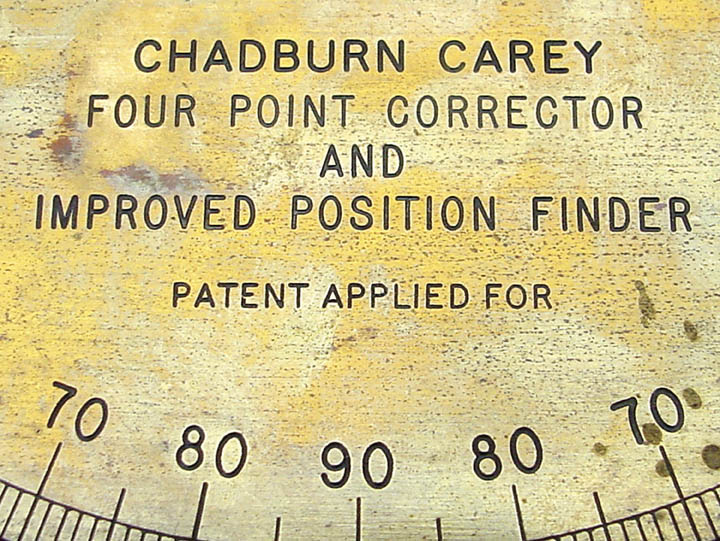 CHADBURN CAREY
FOUR POINT CORRECTOR
AND
IMPROVED POSITION FINDER
PATENT APPLIED FOR
70 80 90 80 70